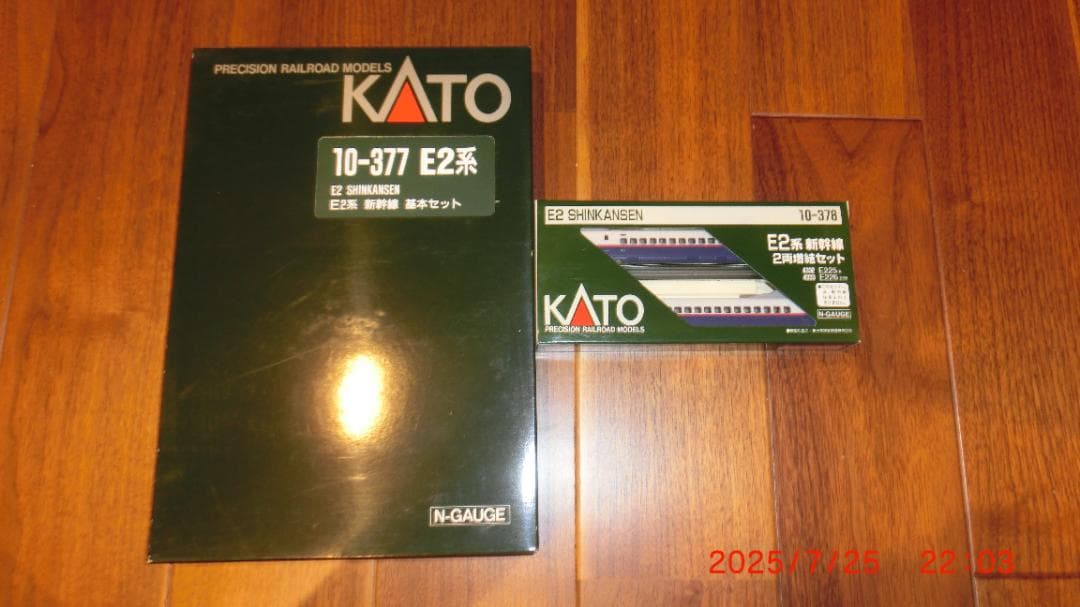 PRECISION RAILROAD MODELS
KATO
10-377 E2系
E2 SHINKANSEN
E2系 新幹線 基本セット
N-GAUGE
E2 SHINKANSEN 10-378
E2系 新幹線
2両増結セット
E225
E226
KATO
PRECISION RAILROAD MODELS
N-GAUGE
2025/7/25 22:03